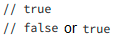 // true
// false or true